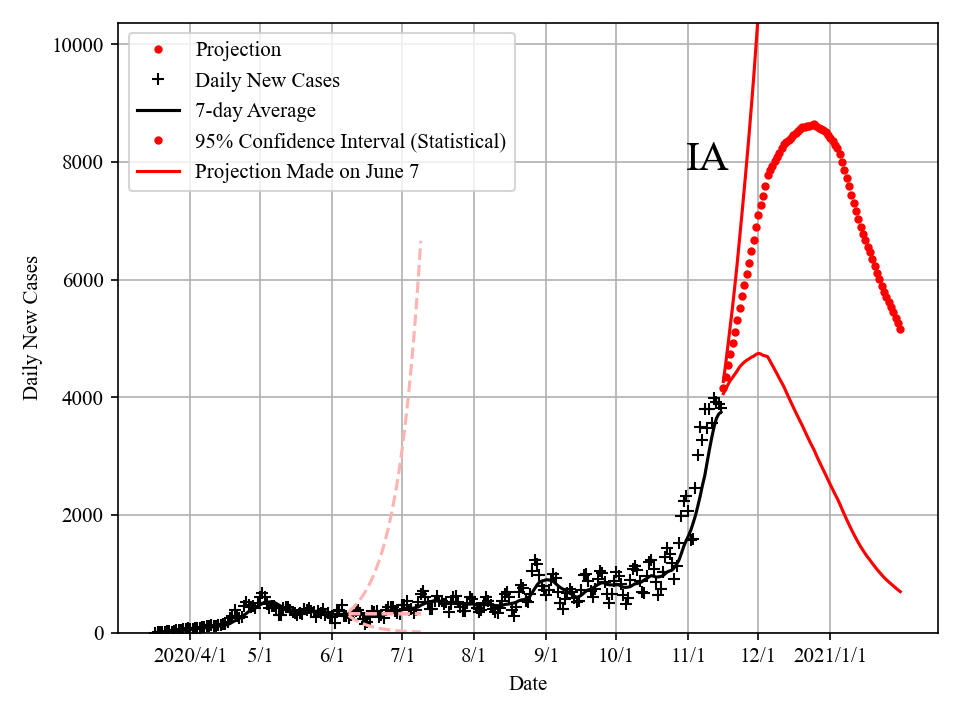 10000
8000
6000
4000
2000
0
Daily New Cases
Projection
Daily New Cases
7-day Average
95% Confidence Interval (Statistical)
Projection Made on June 7
IA
2020/4/1 5/1 6/1 7/1 8/1 9/1 10/1 11/1 12/1 2021/1/1
Date